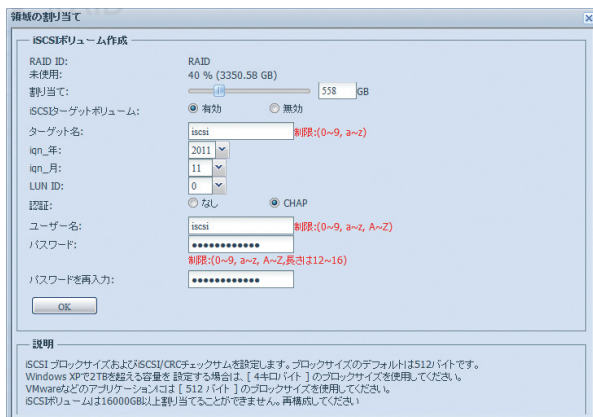 領域の割り当て
iSCSIボリューム作成
RAID ID: RAID
未使用: 40 % (3350.58 GB)
割り当て: 558 GB
iSCSIターゲットボリューム: 有効 無効
ターゲット名: iscsi 制限:(0~9, a~z)
iqn_年: 2011
iqn_月: 11
LUN ID: 0
認証: なし CHAP
ユーザー名: iscsi 制限:(0~9, a~z, A~Z)
パスワード: ●●●●●●●●●●●●
制限:(0~9, a~z, A~Z,長さは12~16)
パスワードを再入力: ●●●●●●●●●●●●
OK
説明
iSCSI ブロックサイズおよびiSCSI/CRCチェックサムを設定します。ブロックサイズのデフォルトは512バイトです。
Windows XPで2TBを超える容量を 設定する場合は、[ 4キロバイト ] のブロックサイズを使用してください。
VMwareなどのアプリケーションはコは [ 512 バイト ] のブロックサイズを使用してください。
iSCSIボリュームは16000GB以上割り当てることができません。再構成してください